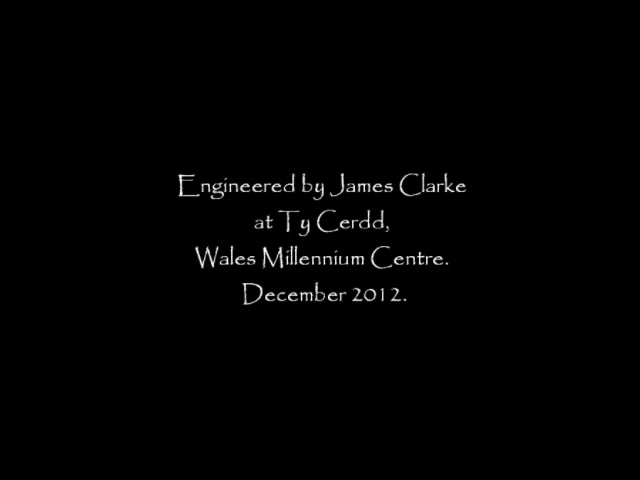 Engineered by James Clarke
at Ty Cerdd,
Wales Millennium Centre.
December 2012.